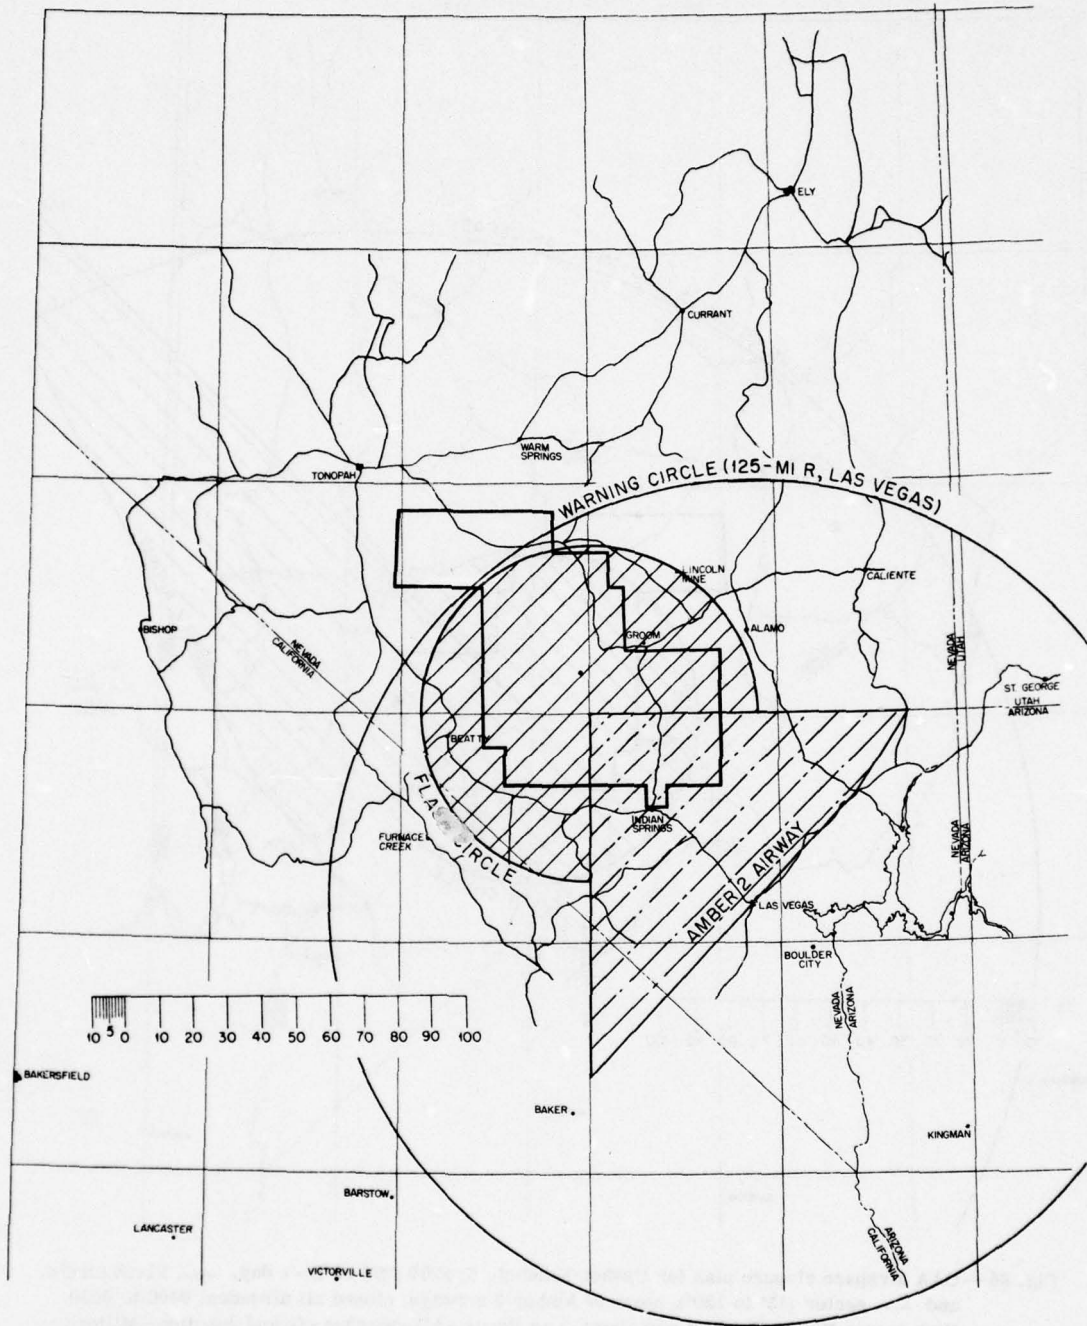 ELY
CURRANT
WARM
SPRINGS
TONOPAH
WARNING CIRCLE (125-MI R, LAS VEGAS)
LINCOLN
MINE
CALIENTE
BISHOP
NEVADA
CALIFORNIA
GROOM
ALAMO
NEVADA
UTAH
ST. GEORGE
UTAH
ARIZONA
BEATTY
FLASH CIRCLE
INDIAN
SPRINGS
FURNACE
CREEK
AMBER 2 AIRWAY
NEVADA
ARIZONA
LAS VEGAS
BOULDER
CITY
NEVADA
ARIZONA
10 5 0 10 20 30 40 50 60 70 80 90 100
BAKERSFIELD
BAKER
KINGMAN
BARSTOW
LANCASTER
ARIZONA
CALIFORNIA
VICTORVILLE